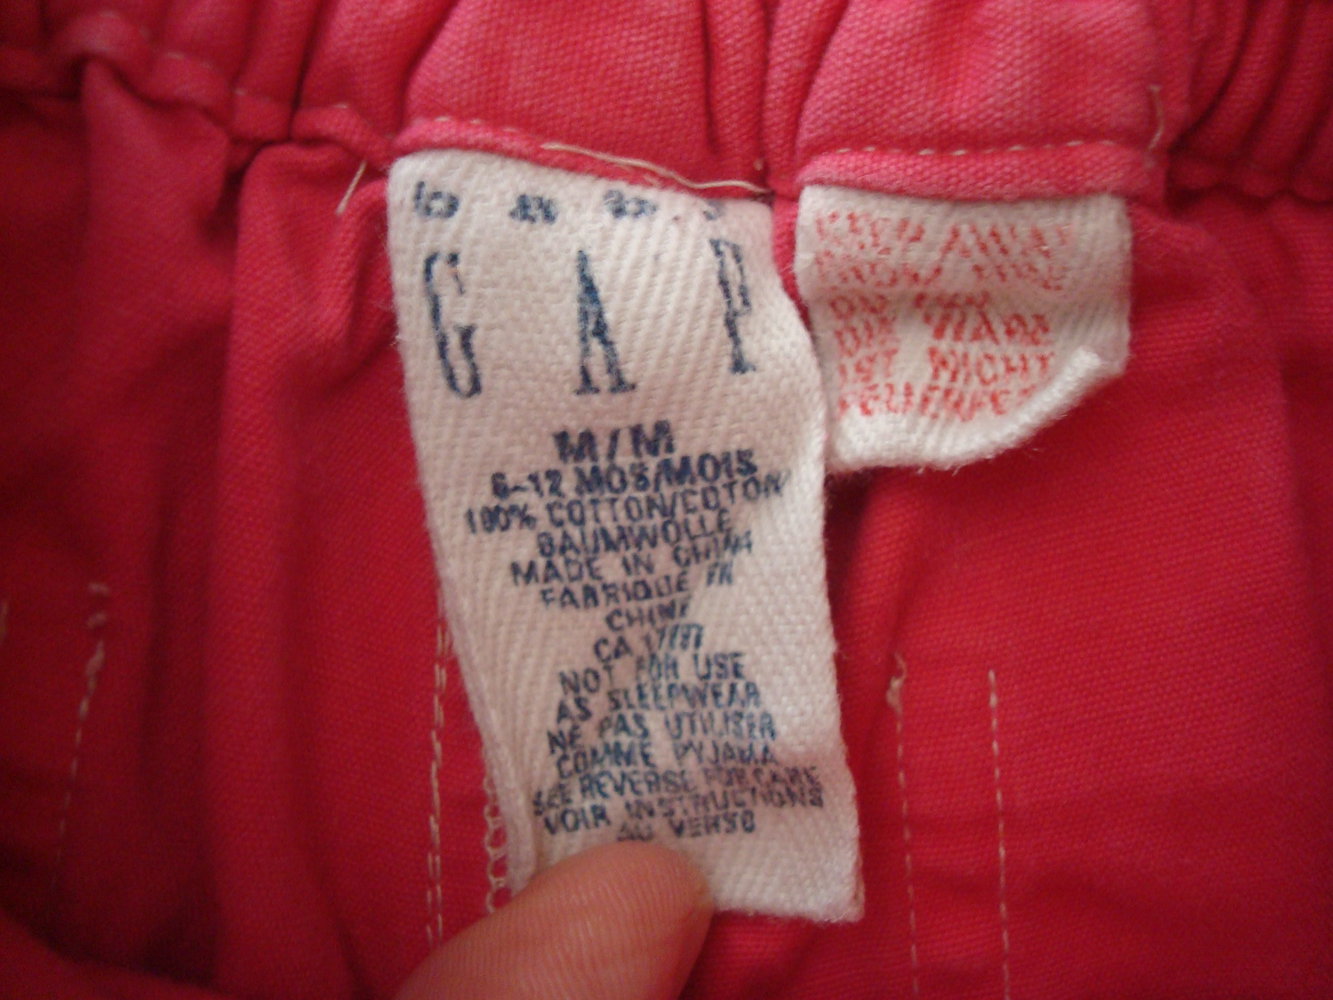 G A P
M/M
6-12 MOS/MOIS
100% COTTON/COTON
BAUMWOLLE
MADE IN CHINA
FABRIQUE EN
CHINE
CA
NOT FOR USE
AS SLEEPWEAR
NE PAS UTILISER
COMME PYJAMA
SEE REVERSE FOR CARE
VOIR INSTRUCTIONS
AU VERSO
KEEP AWAY
FROM FIRE
DIE WARE
IST NICHT
FEUERFE